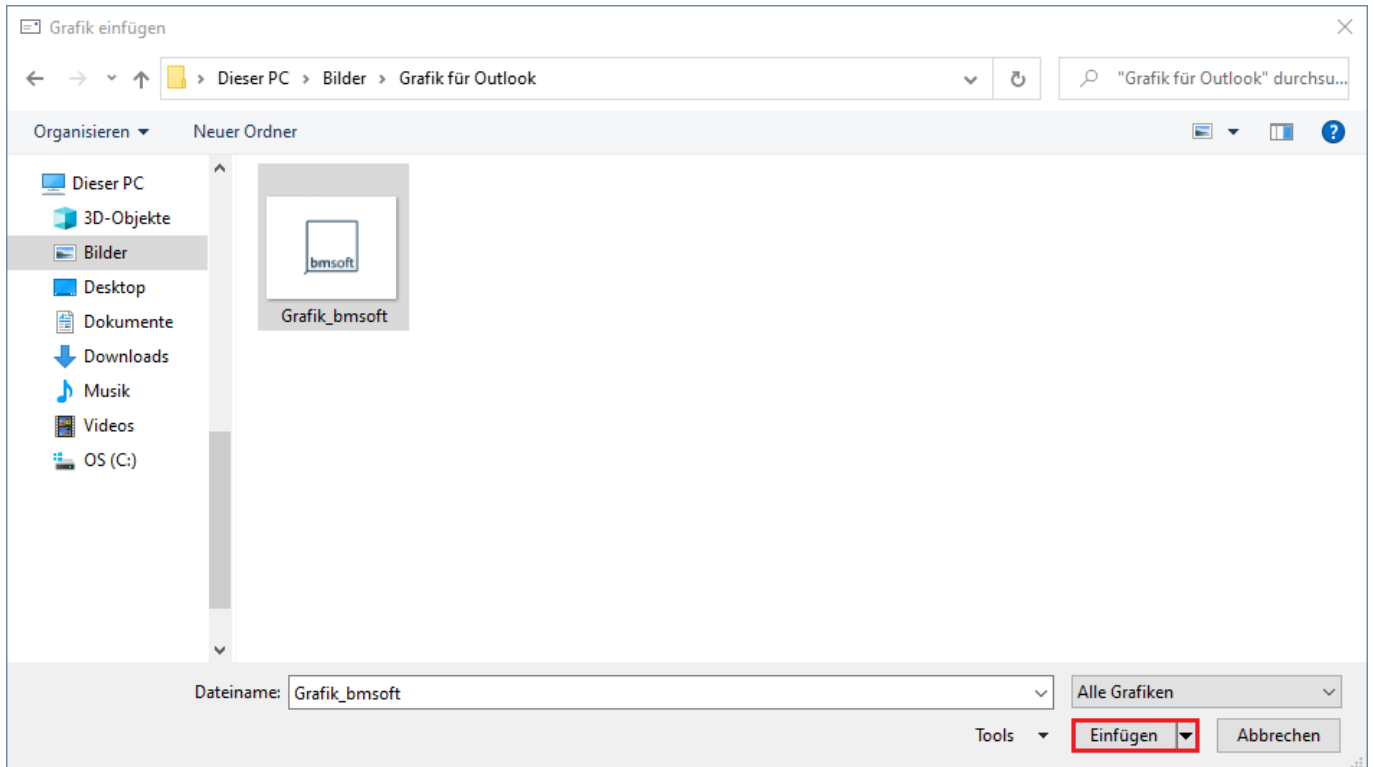 Grafik einfügen
Dieser PC > Bilder > Grafik für Outlook
"Grafik für Outlook" durchsu...
Organisieren
Neuer Ordner
?
Dieser PC
3D-Objekte
Bilder
Desktop
Dokumente
Downloads
Musik
Videos
OS (C:)
bmsoft
Grafik_bmsoft
Dateiname: Grafik_bmsoft
Alle Grafiken
Tools
Einfügen
Abbrechen